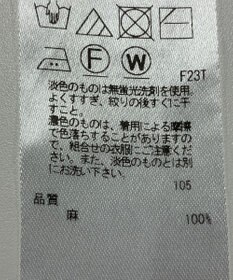 F
W
F23T
淡色のものは無蛍光洗剤を使用。
よくすすぎ、絞りの後すぐに干
すこと。
濃色のものは、着用による摩擦
で色落ちすることがありますの
で、組合せの衣服にご注意下
さい。また、淡色のものとは別
にお洗い下さい。
105
品質
麻 100%